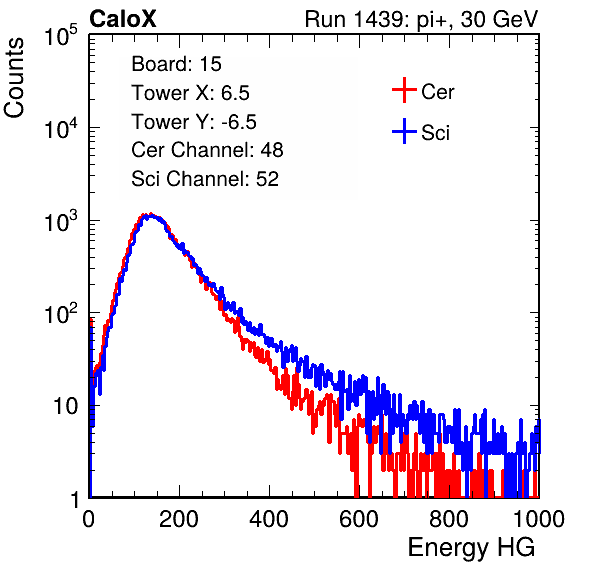 CaloX Run 1439: pi+, 30 GeV
Board: 15
Tower X: 6.5
Tower Y: -6.5
Cer Channel: 48
Sci Channel: 52
Cer
Sci
Counts
10^5
10^4
10^3
10^2
10
1
0 200 400 600 800 1000
Energy HG